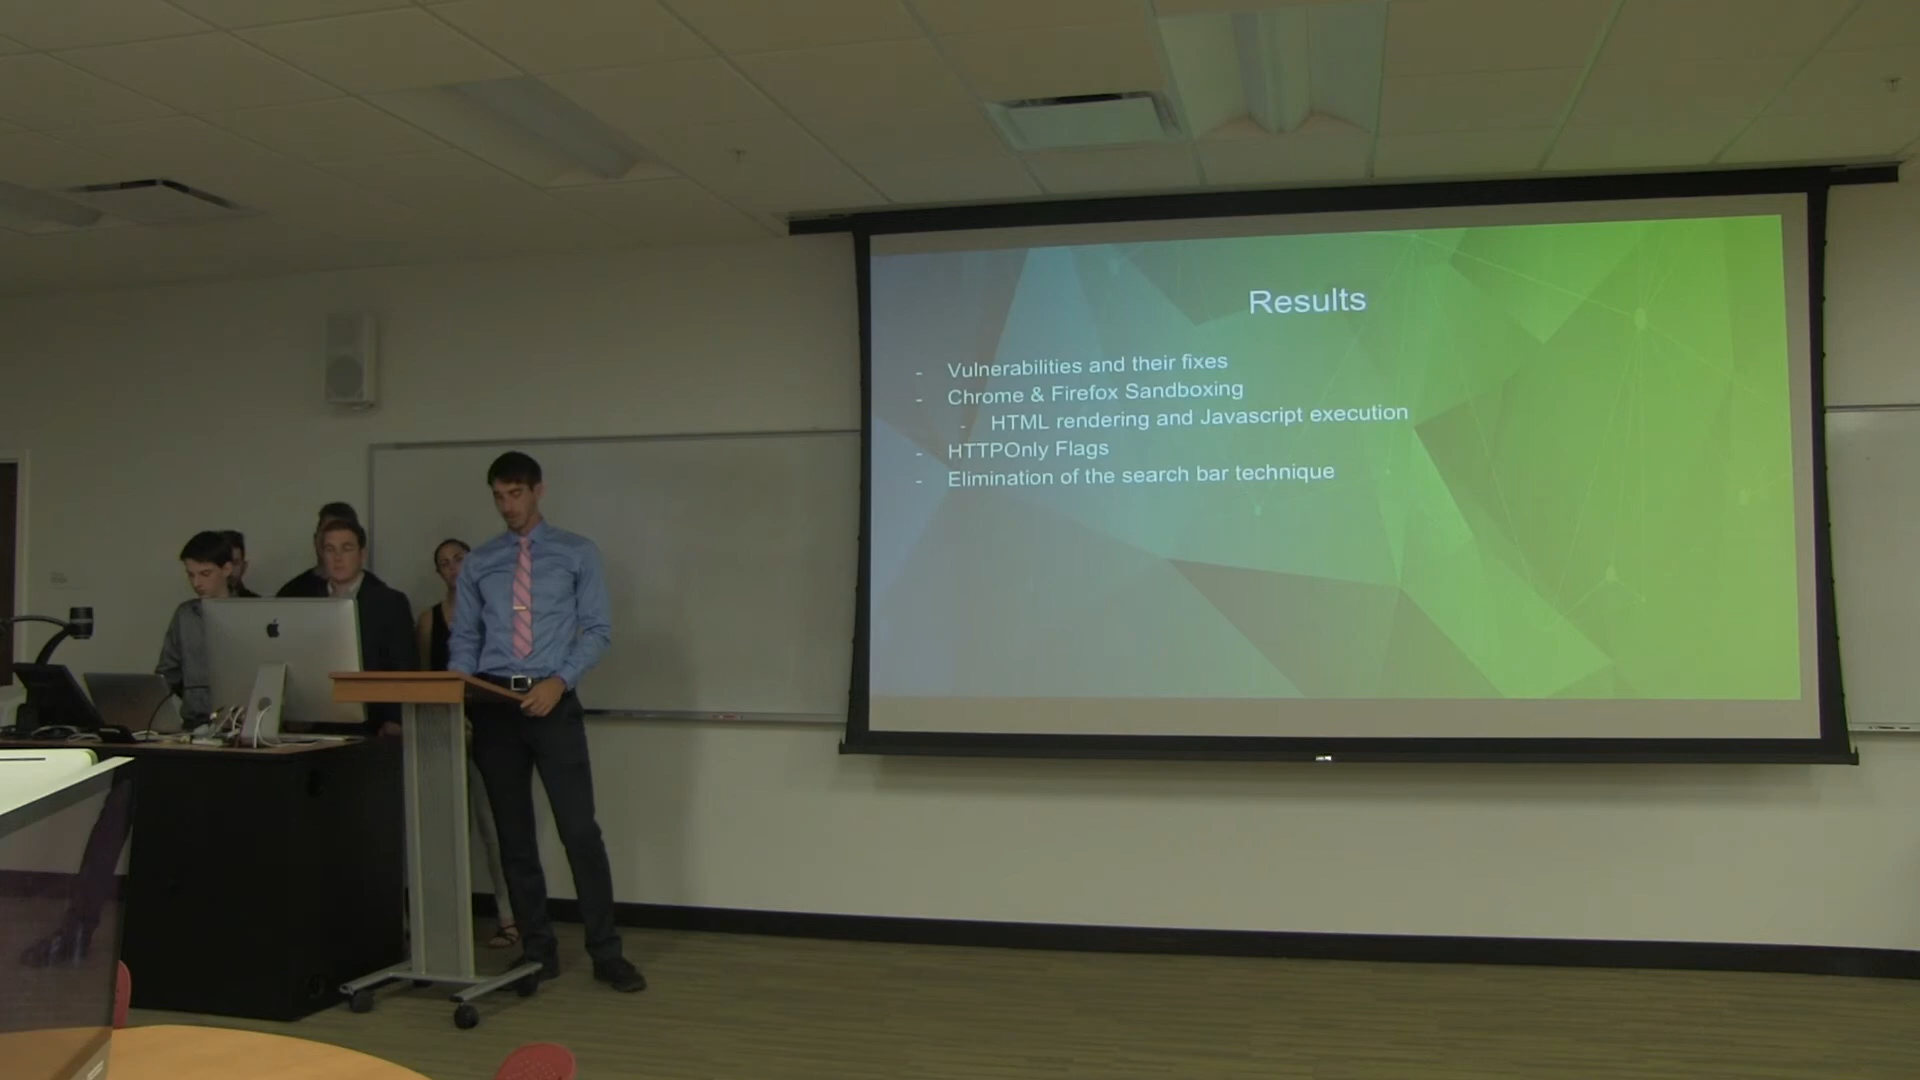 Results
- Vulnerabilities and their fixes
- Chrome & Firefox Sandboxing
- HTML rendering and Javascript execution
- HTTPOnly Flags
- Elimination of the search bar technique